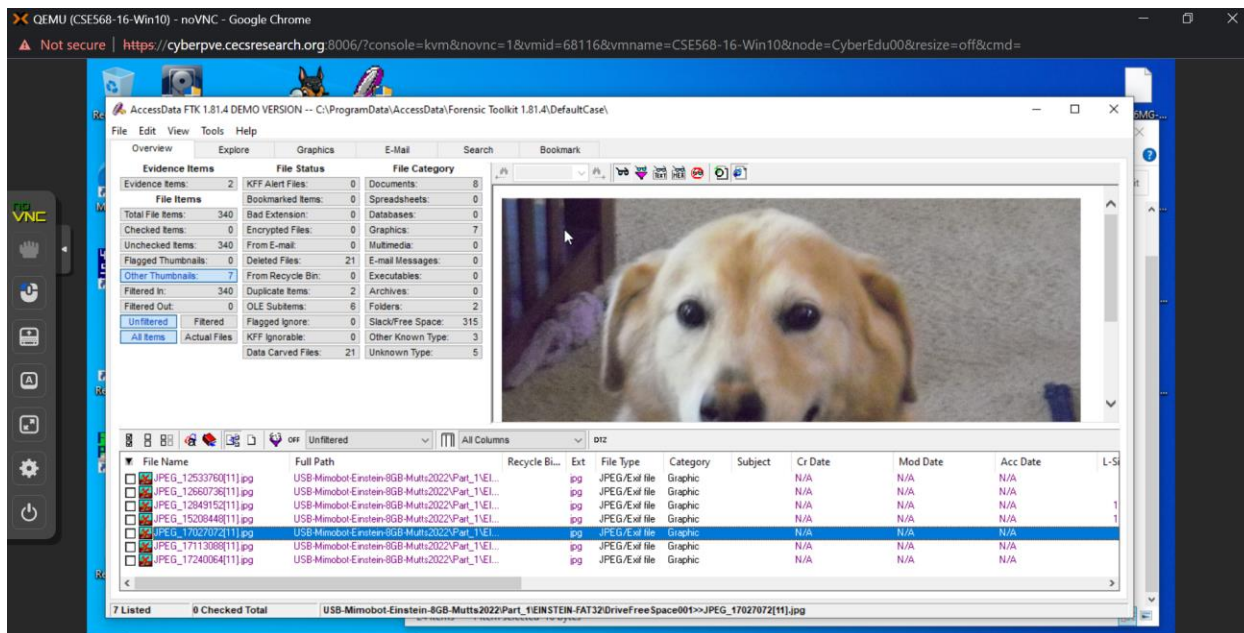 QEMU (CSE568-16-Win10) - noVNC - Google Chrome
Not secure | https://cyberpve.cecsresearch.org:8006/?console=kvm&novnc=1&vmid=68116&vmname=CSE568-16-Win10&node=CyberEdu00&resize=off&cmd=
AccessData FTK 1.81.4 DEMO VERSION -- C:\ProgramData\AccessData\Forensic Toolkit 1.81.4\DefaultCase\
File Edit View Tools Help
Overview Explore Graphics E-Mail Search Bookmark
Evidence Items File Status File Category
Evidence Items: 2 KFF Alert Files: 0 Documents: 8
File Items Bookmarked Items: 0 Spreadsheets: 0
Total File Items: 340 Bad Extension: 0 Databases: 0
Checked Items: 0 Encrypted Files: 0 Graphics: 7
Unchecked Items: 340 From E-mail: 0 Multimedia: 0
Flagged Thumbnails: 0 Deleted Files: 21 E-mail Messages: 0
Other Thumbnails: 7 From Recycle Bin: 0 Executables: 0
Filtered In: 340 Duplicate Items: 2 Archives: 0
Filtered Out: 0 OLE Subitems: 6 Folders: 2
Unfiltered Filtered Flagged Ignore: 0 Slack/Free Space: 315
All Items Actual Files KFF Ignorable: 0 Other Known Type: 3
Data Carved Files: 21 Unknown Type: 5
noVNC
OFF Unfiltered All Columns DTZ
File Name Full Path Recycle Bi... Ext File Type Category Subject Cr Date Mod Date Acc Date
JPEG_12533760[11].jpg USB-Mimobot-Einstein-8GB-Mutts2022\Part_1\EI... jpg JPEG/Exif file Graphic N/A N/A N/A
JPEG_12660736[11].jpg USB-Mimobot-Einstein-8GB-Mutts2022\Part_1\EI... jpg JPEG/Exif file Graphic N/A N/A N/A
JPEG_12849152[11].jpg USB-Mimobot-Einstein-8GB-Mutts2022\Part_1\EI... jpg JPEG/Exif file Graphic N/A N/A N/A 1
JPEG_15208448[11].jpg USB-Mimobot-Einstein-8GB-Mutts2022\Part_1\EI... jpg JPEG/Exif file Graphic N/A N/A N/A 1
JPEG_17027072[11].jpg USB-Mimobot-Einstein-8GB-Mutts2022\Part_1\EI... jpg JPEG/Exif file Graphic N/A N/A N/A
JPEG_17113088[11].jpg USB-Mimobot-Einstein-8GB-Mutts2022\Part_1\EI... jpg JPEG/Exif file Graphic N/A N/A N/A
JPEG_17240064[11].jpg USB-Mimobot-Einstein-8GB-Mutts2022\Part_1\EI... jpg JPEG/Exif file Graphic N/A N/A N/A
7 Listed 0 Checked Total USB-Mimobot-Einstein-8GB-Mutts2022\Part_1\EINSTEIN-FAT32\DriveFreeSpace001>>JPEG_17027072[11].jpg